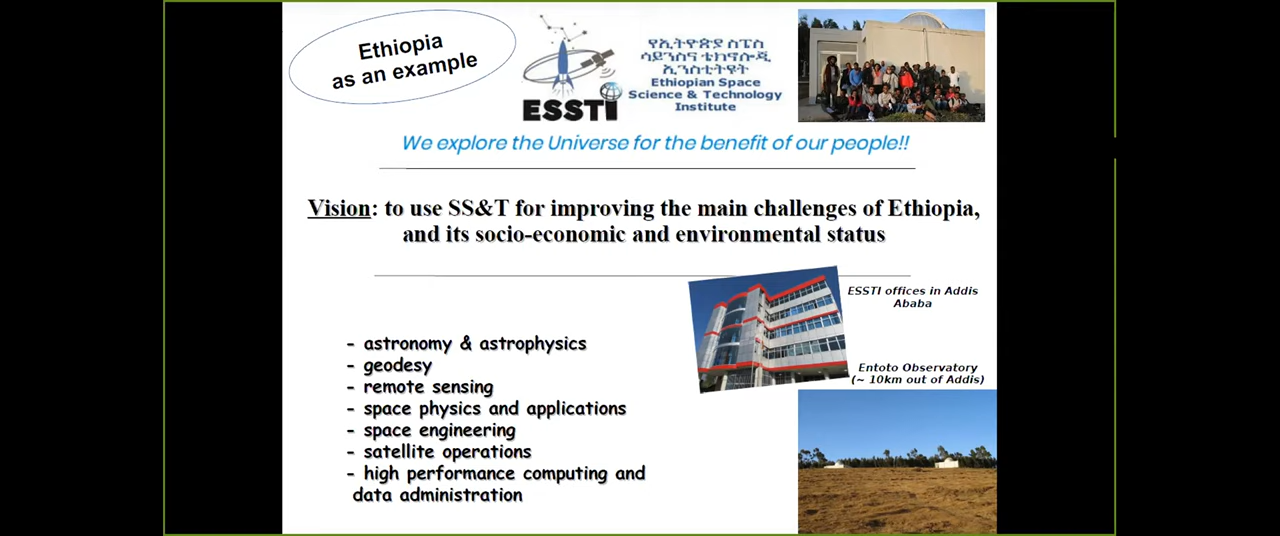 Ethiopia
as an example
ESSTI
የኢትዮጵያ ስፔስ
ሳይንስና ቴክኖሎጂ
ኢንስቲትዩት
Ethiopian Space
Science & Technology
Institute
We explore the Universe for the benefit of our people!!
Vision: to use SS&T for improving the main challenges of Ethiopia,
and its socio-economic and environmental status
ESSTI offices in Addis
Ababa
- astronomy & astrophysics
- geodesy
- remote sensing
- space physics and applications
- space engineering
- satellite operations
- high performance computing and
data administration
Entoto Observatory
(~ 10km out of Addis)